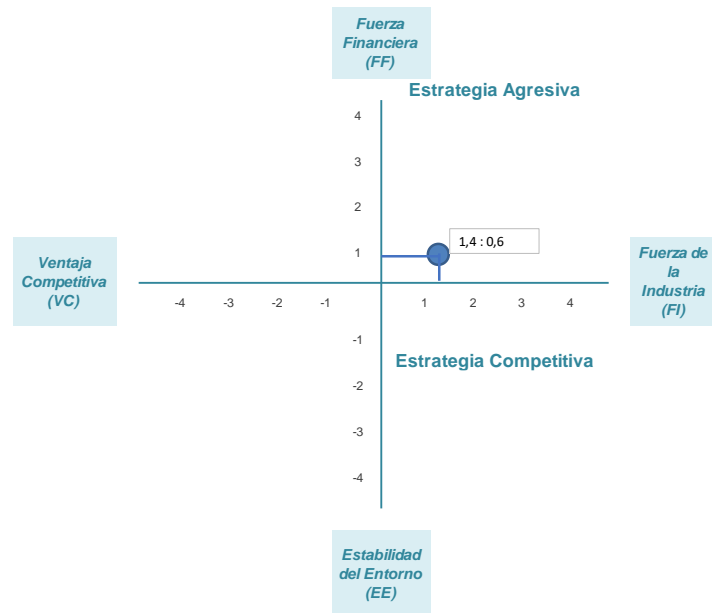 Fuerza
Financiera
(FF)
Estrategia Agresiva
4
3
2
1
1,4 : 0,6
Ventaja
Competitiva
(VC)
Fuerza de
la
Industria
(FI)
-4 -3 -2 -1 1 2 3 4
-1
Estrategia Competitiva
-2
-3
-4
Estabilidad
del Entorno
(EE)